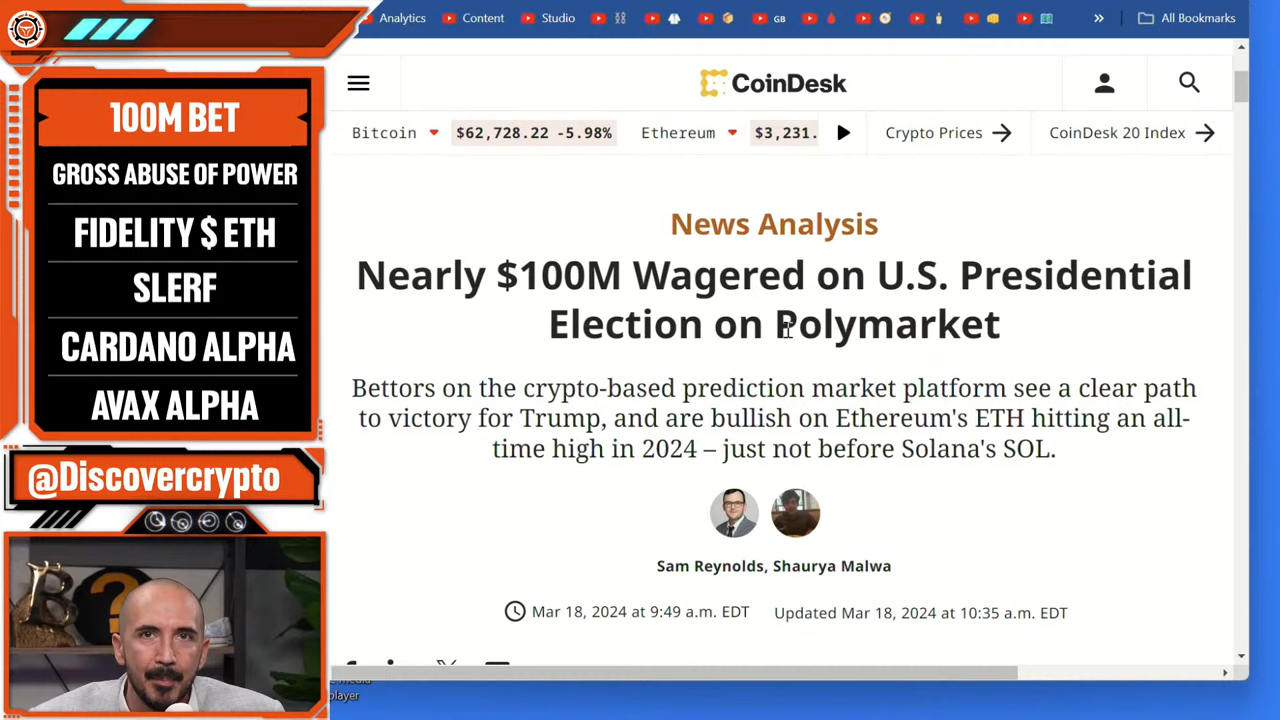 100M BET
GROSS ABUSE OF POWER
FIDELITY $ ETH
SLERF
CARDANO ALPHA
AVAX ALPHA
@Discovercrypto
Analytics Content Studio GB » All Bookmarks
CoinDesk
Bitcoin $62,728.22 -5.98% Ethereum $3,231. Crypto Prices CoinDesk 20 Index
News Analysis
Nearly $100M Wagered on U.S. Presidential
Election on Polymarket
Bettors on the crypto-based prediction market platform see a clear path
to victory for Trump, and are bullish on Ethereum's ETH hitting an all-
time high in 2024 – just not before Solana's SOL.
Sam Reynolds, Shaurya Malwa
Mar 18, 2024 at 9:49 a.m. EDT Updated Mar 18, 2024 at 10:35 a.m. EDT
player